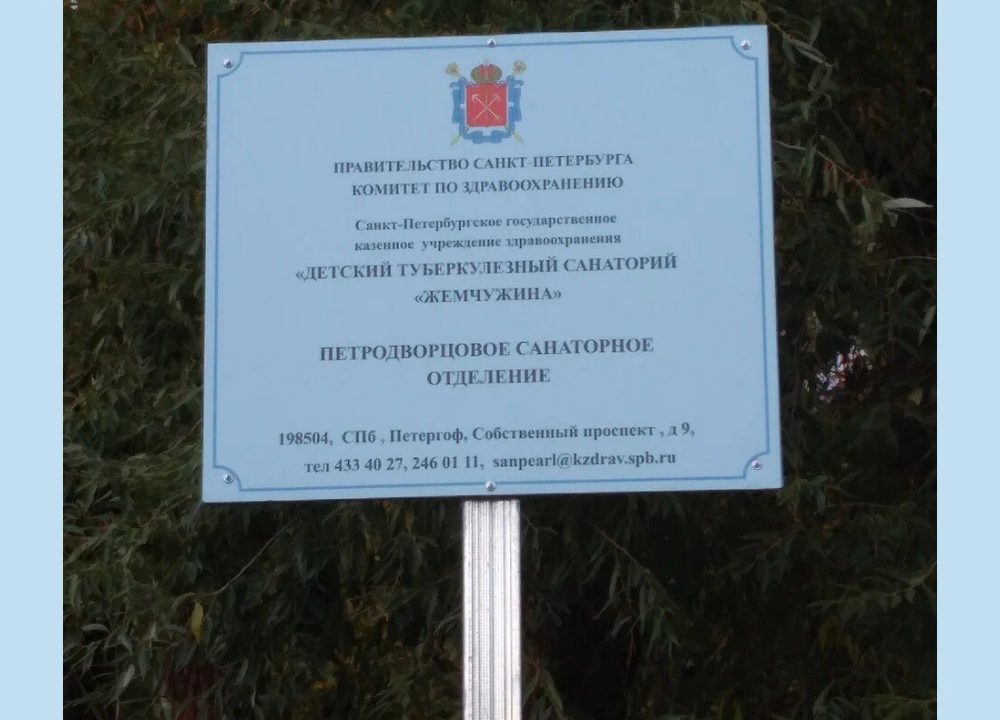 ПРАВИТЕЛЬСТВО САНКТ-ПЕТЕРБУРГА
КОМИТЕТ ПО ЗДРАВООХРАНЕНИЮ
Санкт-Петербургское государственное
казенное учреждение здравоохранения
«ДЕТСКИЙ ТУБЕРКУЛЕЗНЫЙ САНАТОРИЙ
«ЖЕМЧУЖИНА»
ПЕТРОДВОРЦОВОЕ САНАТОРНОЕ
ОТДЕЛЕНИЕ
198504, СПб , Петергоф, Собственный проспект , д 9,
тел 433 40 27, 246 01 11, sanpearl@kzdrav.spb.ru